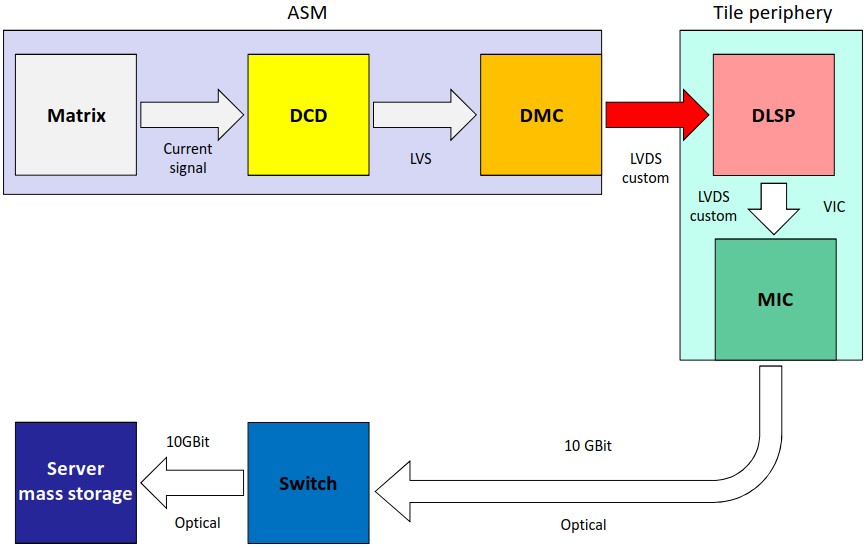 ASM
Tile periphery
Matrix
DCD
DMC
DLSP
Current
signal
LVS
LVDS
custom
LVDS
custom
VIC
MIC
10GBit
10 GBit
Server
mass storage
Switch
Optical
Optical